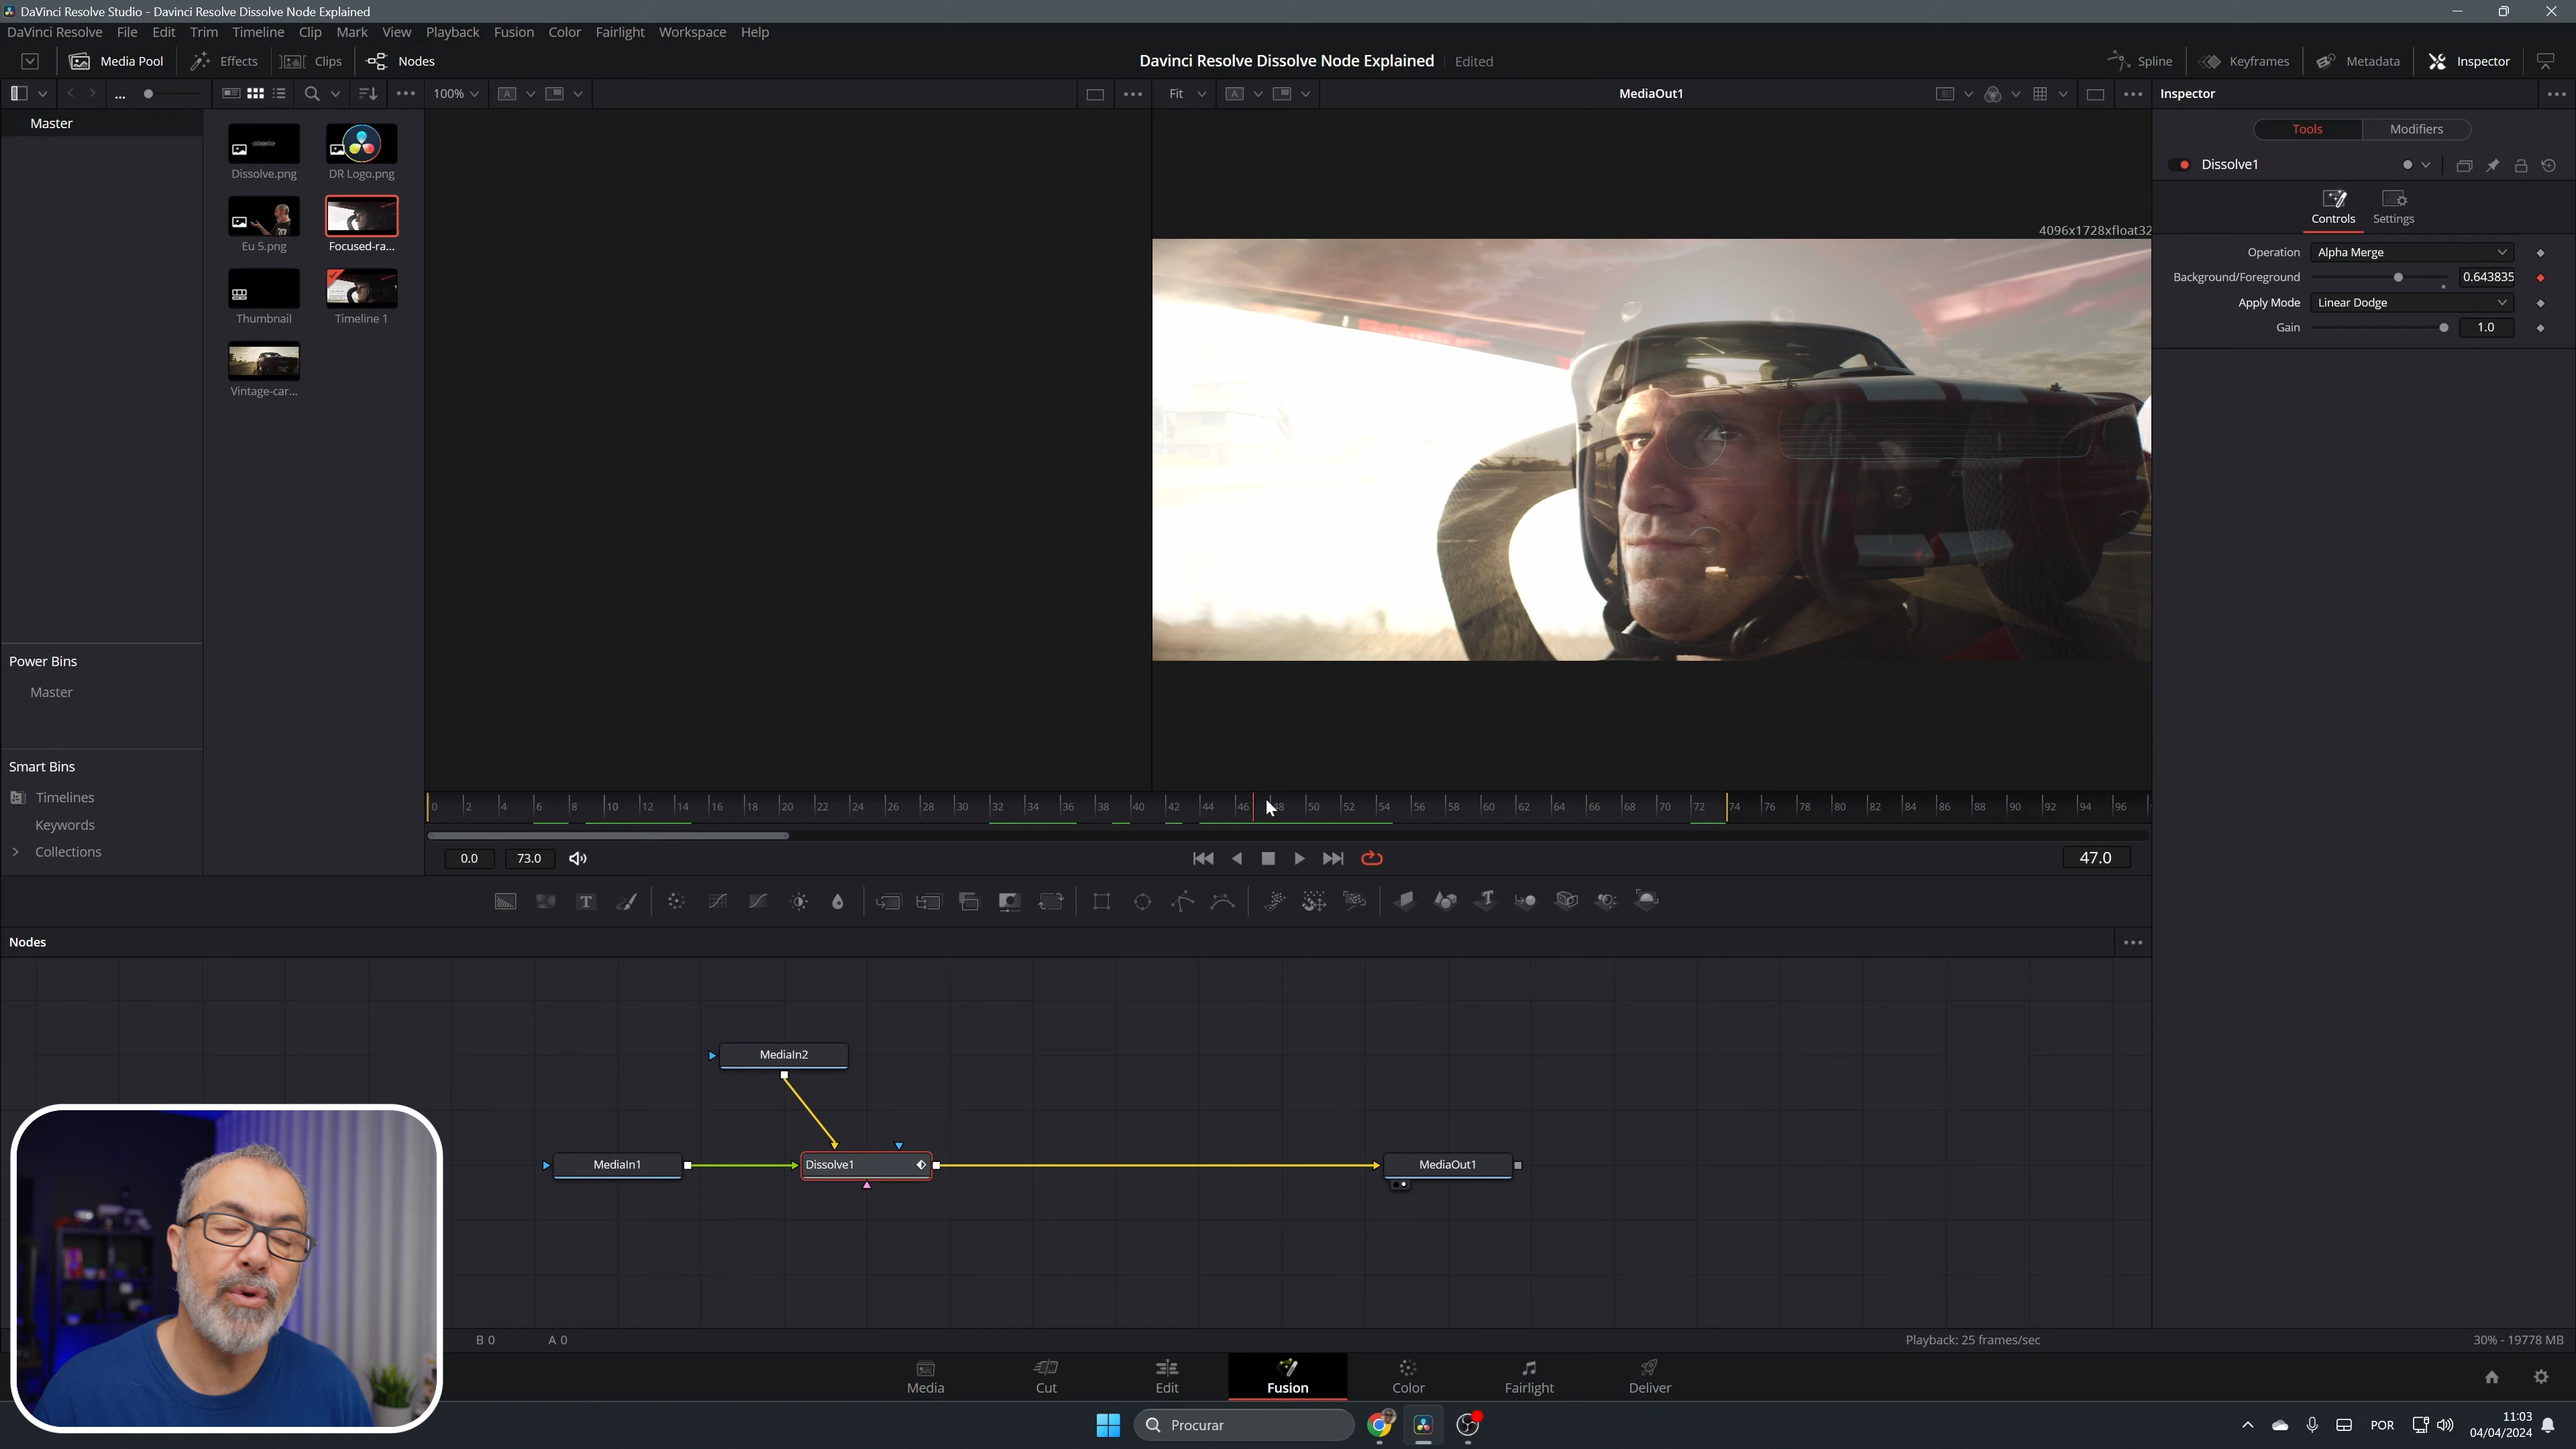 DaVinci Resolve Studio - Davinci Resolve Dissolve Node Explained
DaVinci Resolve File Edit Trim Timeline Clip Mark View Playback Fusion Color Fairlight Workspace Help
Media Pool Effects Clips Nodes
Davinci Resolve Dissolve Node Explained Edited
Spline Keyframes Metadata Inspector
100% Fit MediaOut1 Inspector
Master
Dissolve.png DR Logo.png
Eu 5.png Focused-ra...
Thumbnail Timeline 1
Vintage-car...
4096x1728xfloat32
Tools Modifiers
Dissolve1
Controls Settings
Operation Alpha Merge
Background/Foreground 0.643835
Apply Mode Linear Dodge
Gain 1.0
Power Bins
Master
Smart Bins
Timelines
Keywords
Collections
0 2 4 6 8 10 12 14 16 18 20 22 24 26 28 30 32 34 36 38 40 42 44 46 48 50 52 54 56 58 60 62 64 66 68 70 72 74 76 78 80 82 84 86 88 90 92 94 96
0.0 73.0 47.0
Nodes
MediaIn2
MediaIn1 Dissolve1 MediaOut1
B 0 A 0 Playback: 25 frames/sec 30% - 19778 MB
Media Cut Edit Fusion Color Fairlight Deliver
Procurar
POR
11:03
04/04/2024